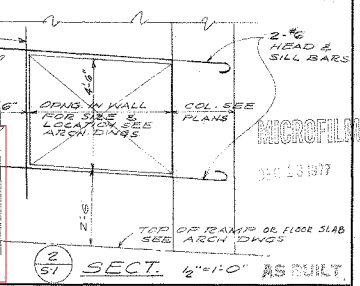 2-#6
HEAD &
SILL BARS
4'-6"
6"
OPNG IN WALL
FOR SIZE &
LOCATION SEE
ARCH DWGS
COL. SEE
PLANS
MICROFILM
DEC 13 1977
2'-6"
TOP OF RAMP OR FLOOR SLAB
SEE ARCH DWGS
2
S-1
SECT.
1/2"=1'-0"
AS BUILT